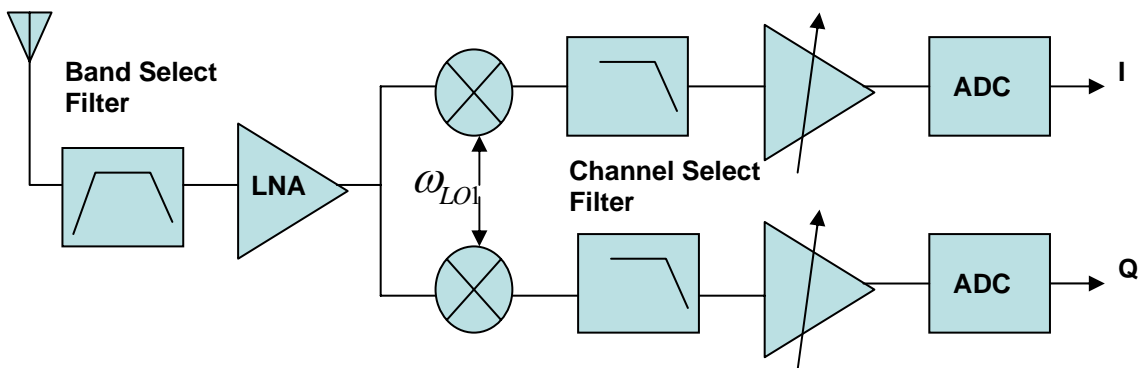 Band Select
Filter
LNA
ω_LO1
Channel Select
Filter
ADC
I
ADC
Q